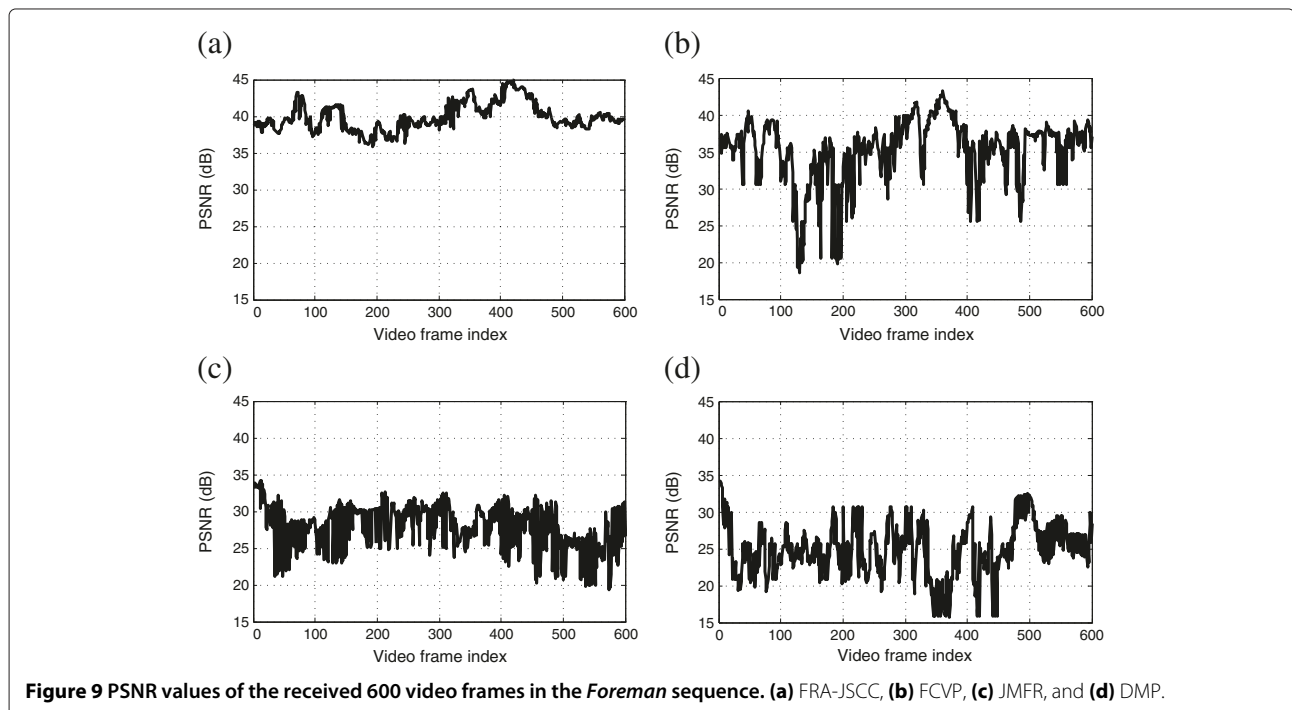 (a)
45
40
35
30
25
20
15
PSNR (dB)
0 100 200 300 400 500 600
Video frame index
(b)
45
40
35
30
25
20
15
PSNR (dB)
0 100 200 300 400 500 600
Video frame index
(c)
45
40
35
30
25
20
15
PSNR (dB)
0 100 200 300 400 500 600
Video frame index
(d)
45
40
35
30
25
20
15
PSNR (dB)
0 100 200 300 400 500 600
Video frame index
Figure 9 PSNR values of the received 600 video frames in the Foreman sequence. (a) FRA-JSCC, (b) FCVP, (c) JMFR, and (d) DMP.